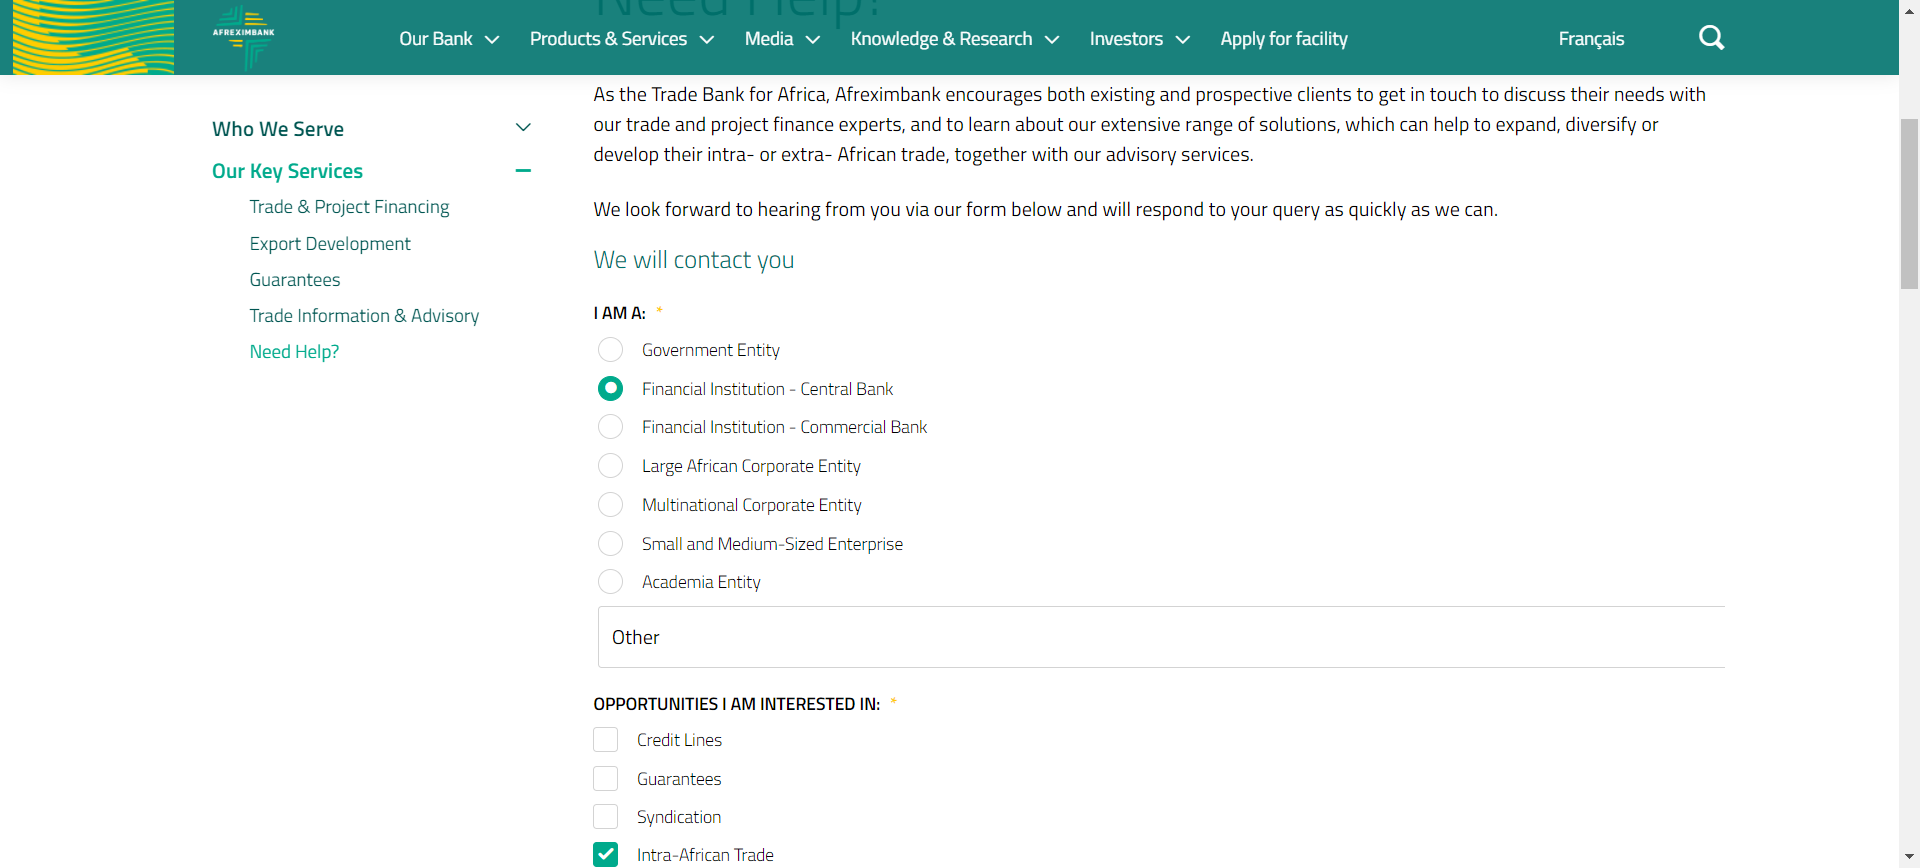 Need Help?
AFREXIMBANK
Our Bank
Products & Services
Media
Knowledge & Research
Investors
Apply for facility
Français
Who We Serve
Our Key Services
Trade & Project Financing
Export Development
Guarantees
Trade Information & Advisory
Need Help?
As the Trade Bank for Africa, Afreximbank encourages both existing and prospective clients to get in touch to discuss their needs with
our trade and project finance experts, and to learn about our extensive range of solutions, which can help to expand, diversify or
develop their intra- or extra- African trade, together with our advisory services.
We look forward to hearing from you via our form below and will respond to your query as quickly as we can.
We will contact you
I AM A: *
Government Entity
Financial Institution - Central Bank
Financial Institution - Commercial Bank
Large African Corporate Entity
Multinational Corporate Entity
Small and Medium-Sized Enterprise
Academia Entity
Other
OPPORTUNITIES I AM INTERESTED IN: *
Credit Lines
Guarantees
Syndication
Intra-African Trade